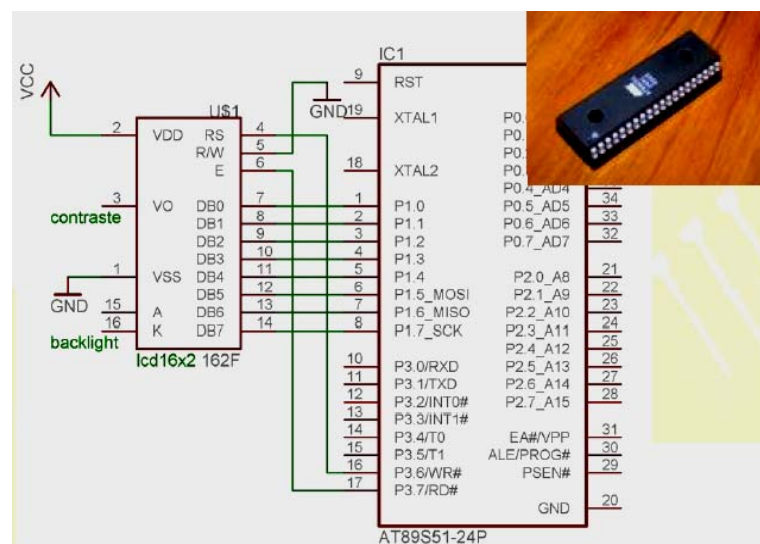 IC1
VCC
U$1
2 VDD RS 4
R/W 5
E 6
3 VO DB0 7
contraste
DB1 8
DB2 9
DB3 10
1 VSS DB4 11
GND
DB5 12
15 A DB6 13
16 K DB7 14
backlight
lcd16x2 162F
GND
9 RST
19 XTAL1
18 XTAL2
P0.4_AD4
1 P1.0 P0.5_AD5 34
2 P1.1 P0.6_AD6 33
3 P1.2 P0.7_AD7 32
4 P1.3
5 P1.4 P2.0_A8 21
6 P1.5_MOSI P2.1_A9 22
7 P1.6_MISO P2.2_A10 23
8 P1.7_SCK P2.3_A11 24
P2.4_A12 25
10 P3.0/RXD P2.5_A13 26
11 P3.1/TXD P2.6_A14 27
12 P3.2/INT0# P2.7_A15 28
13 P3.3/INT1#
14 P3.4/T0 EA#/VPP 31
15 P3.5/T1 ALE/PROG# 30
16 P3.6/WR# PSEN# 29
17 P3.7/RD#
GND 20
AT89S51-24P